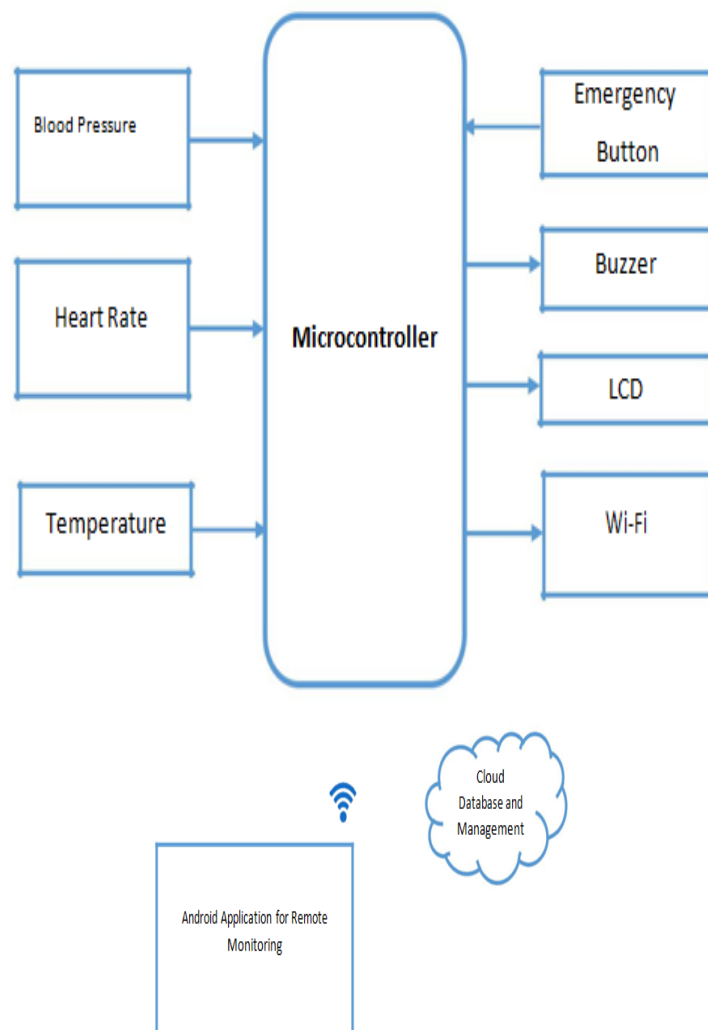 Blood Pressure
Heart Rate
Temperature
Microcontroller
Emergency
Button
Buzzer
LCD
Wi-Fi
Cloud
Database and
Management
Android Application for Remote
Monitoring